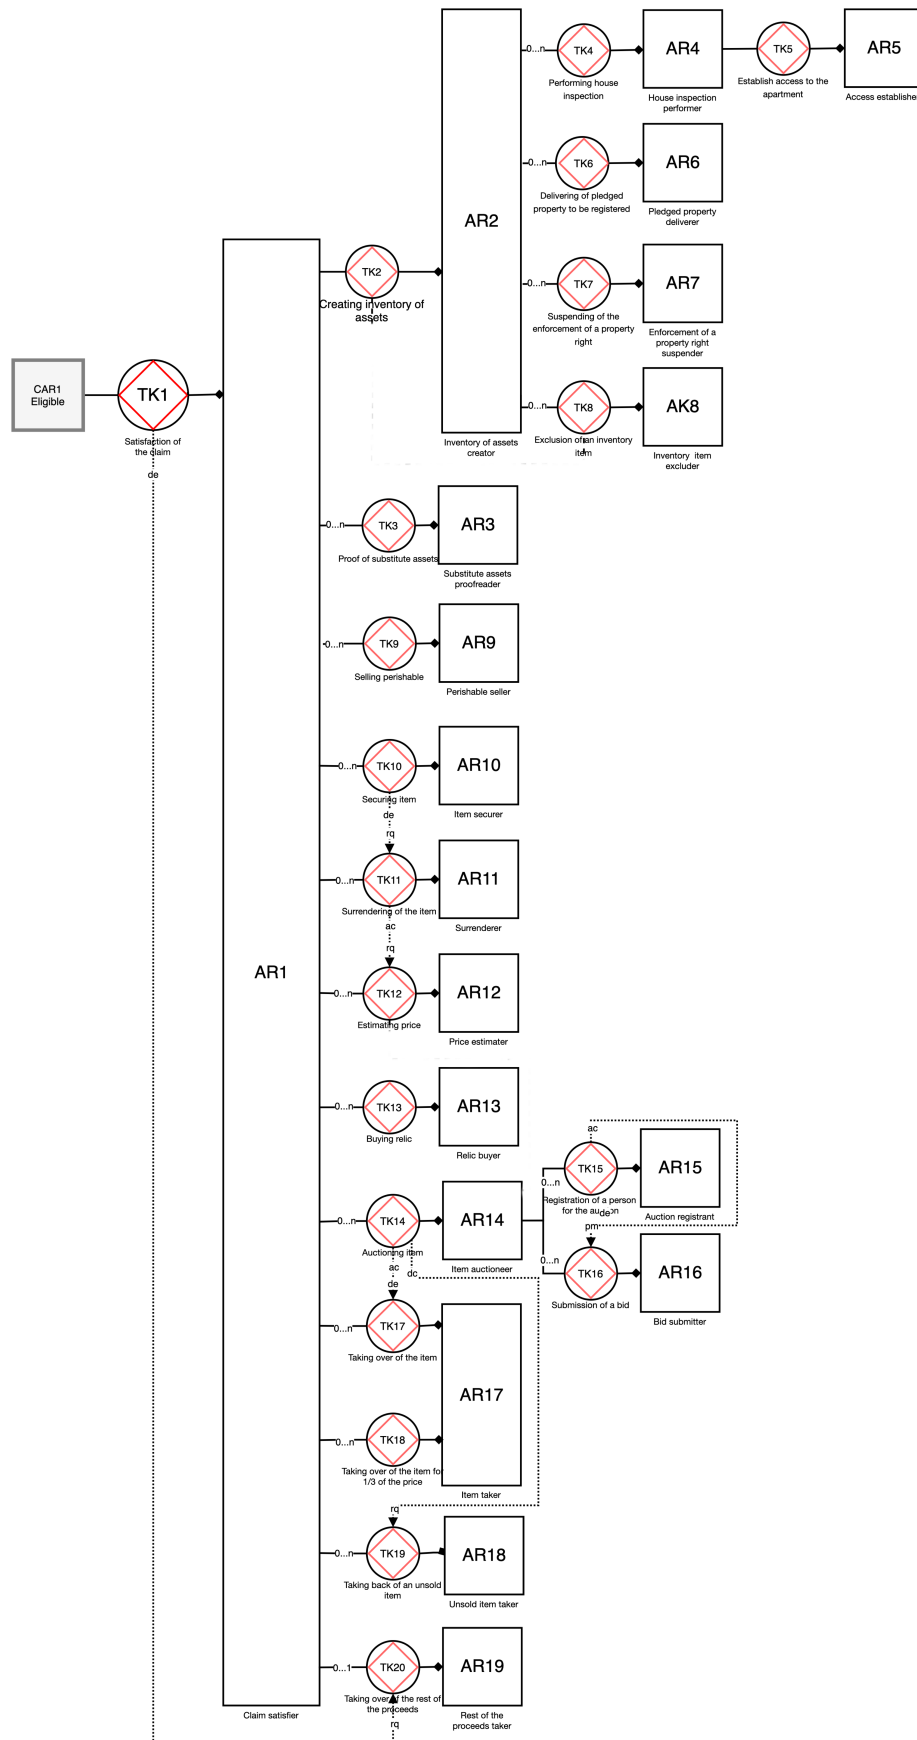 0...n
TK4
AR4
TK5
AR5
Performing house
inspection
House inspection
performer
Establish access to the
apartment
Access establishe
0...n
TK6
AR6
Delivering of pledged
property to be registered
Pledged property
deliverer
AR2
TK2
Creating inventory of
assets
0...n
TK7
AR7
Suspending of the
enforcement of a property
right
Enforcement of a
property right
suspender
CAR1
Eligible
TK1
Satisfaction of
the claim
de
0...n
TK8
AK8
Exclusion of an inventory
item
Inventory item
excluder
Inventory of assets
creator
0...n
TK3
AR3
Proof of substitute assets
Substitute assets
proofreader
0...n
TK9
AR9
Selling perishable
Perishable seller
0...n
TK10
AR10
Securing item
Item securer
de
rq
0...n
TK11
AR11
Surrendering of the item
Surrenderer
ac
rq
AR1
0...n
TK12
AR12
Estimating price
Price estimater
0...n
TK13
AR13
Buying relic
Relic buyer
ac
0...n
TK15
AR15
Registration of a person
for the auction
Auction registrant
de
pm
0...n
TK14
AR14
Auctioning item
Item auctioneer
ac
de
dc
0...n
TK16
AR16
Submission of a bid
Bid submitter
0...n
TK17
Taking over of the item
AR17
0...n
TK18
Taking over of the item for
1/3 of the price
Item taker
rq
0...n
TK19
AR18
Taking back of an unsold
item
Unsold item taker
0...1
TK20
AR19
Taking over of the rest of
the proceeds
Rest of the
proceeds taker
rq
Claim satisfier